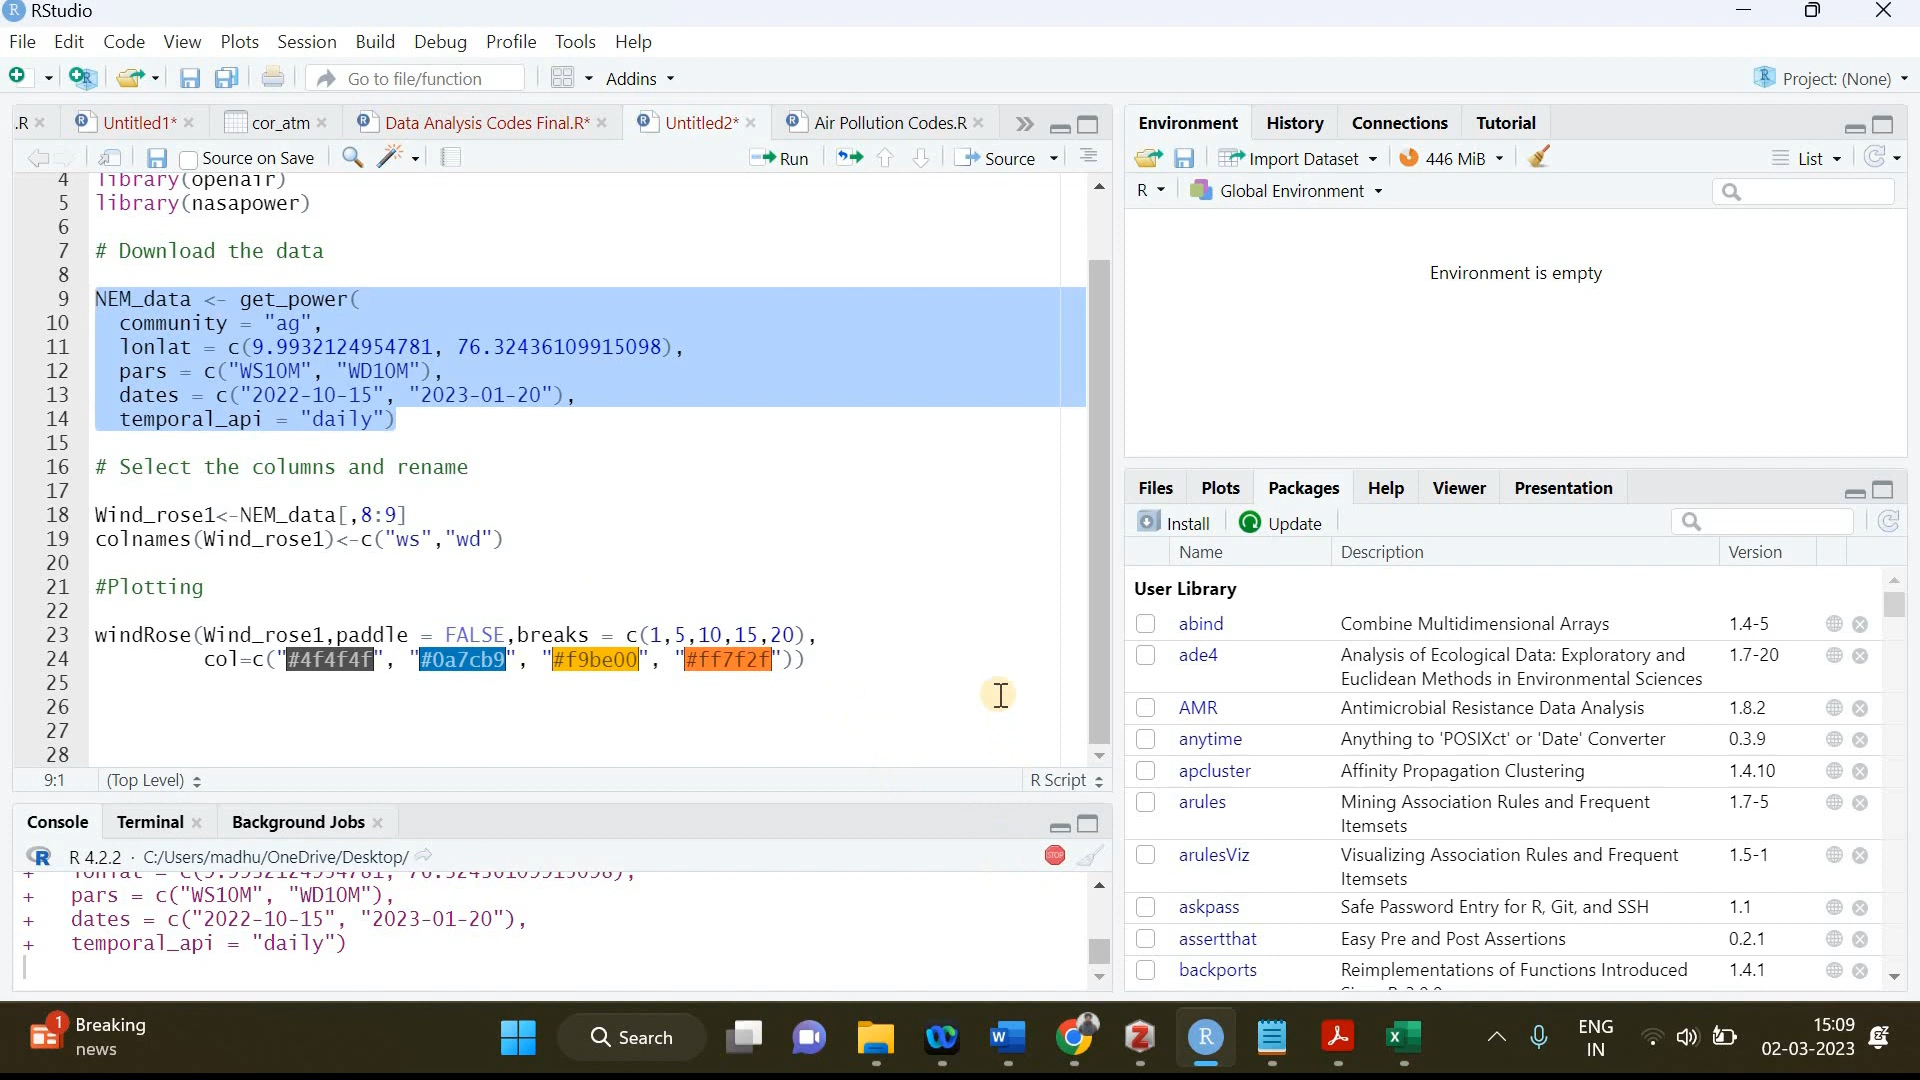 RStudio
File Edit Code View Plots Session Build Debug Profile Tools Help
Go to file/function Addins Project: (None)
.R Untitled1* cor_atm Data Analysis Codes Final.R* Untitled2* Air Pollution Codes.R
Source on Save Run Source
4 library(openair)
5 library(nasapower)
6
7 # Download the data
8
9 NEM_data <- get_power(
10 community = "ag",
11 lonlat = c(9.9932124954781, 76.32436109915098),
12 pars = c("WS10M", "WD10M"),
13 dates = c("2022-10-15", "2023-01-20"),
14 temporal_api = "daily")
15
16 # Select the columns and rename
17
18 Wind_rose1<-NEM_data[,8:9]
19 colnames(Wind_rose1)<-c("ws","wd")
20
21 #Plotting
22
23 windRose(Wind_rose1,paddle = FALSE,breaks = c(1,5,10,15,20),
24 col=c("#4f4f4f", "#0a7cb9", "#f9be00", "#ff7f2f"))
25
26
27
28
9:1 (Top Level) R Script
Console Terminal Background Jobs
R 4.2.2 · C:/Users/madhu/OneDrive/Desktop/
+ lonlat = c(9.9932124954781, 76.32436109915098),
+ pars = c("WS10M", "WD10M"),
+ dates = c("2022-10-15", "2023-01-20"),
+ temporal_api = "daily")
Environment History Connections Tutorial
Import Dataset 446 MiB List
R Global Environment
Environment is empty
Files Plots Packages Help Viewer Presentation
Install Update
Name Description Version
User Library
abind Combine Multidimensional Arrays 1.4-5
ade4 Analysis of Ecological Data: Exploratory and 1.7-20
Euclidean Methods in Environmental Sciences
AMR Antimicrobial Resistance Data Analysis 1.8.2
anytime Anything to 'POSIXct' or 'Date' Converter 0.3.9
apcluster Affinity Propagation Clustering 1.4.10
arules Mining Association Rules and Frequent 1.7-5
Itemsets
arulesViz Visualizing Association Rules and Frequent 1.5-1
Itemsets
askpass Safe Password Entry for R, Git, and SSH 1.1
assertthat Easy Pre and Post Assertions 0.2.1
backports Reimplementations of Functions Introduced 1.4.1
1 Breaking
news
Search
ENG
IN
15:09
02-03-2023